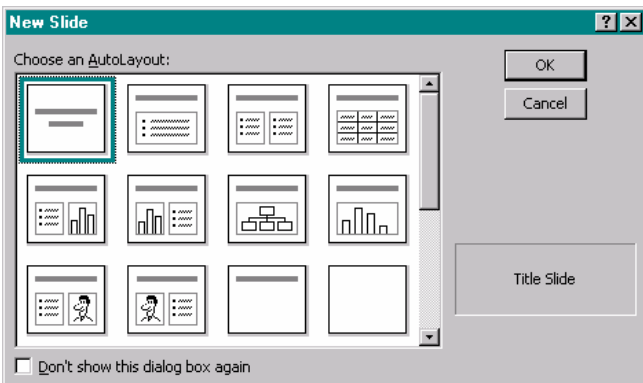 New Slide
Choose an AutoLayout:
OK
Cancel
Title Slide
Don't show this dialog box again